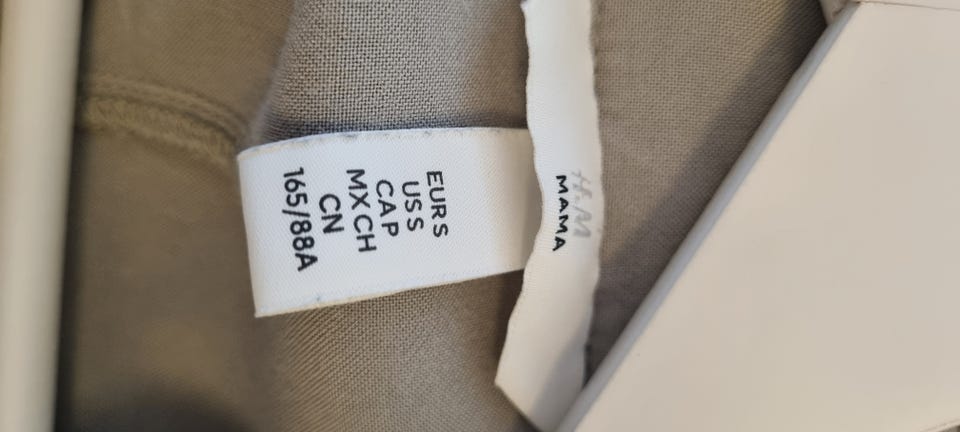 H&M
MAMA
EUR S
US S
CA P
MX CH
CN
165/88A